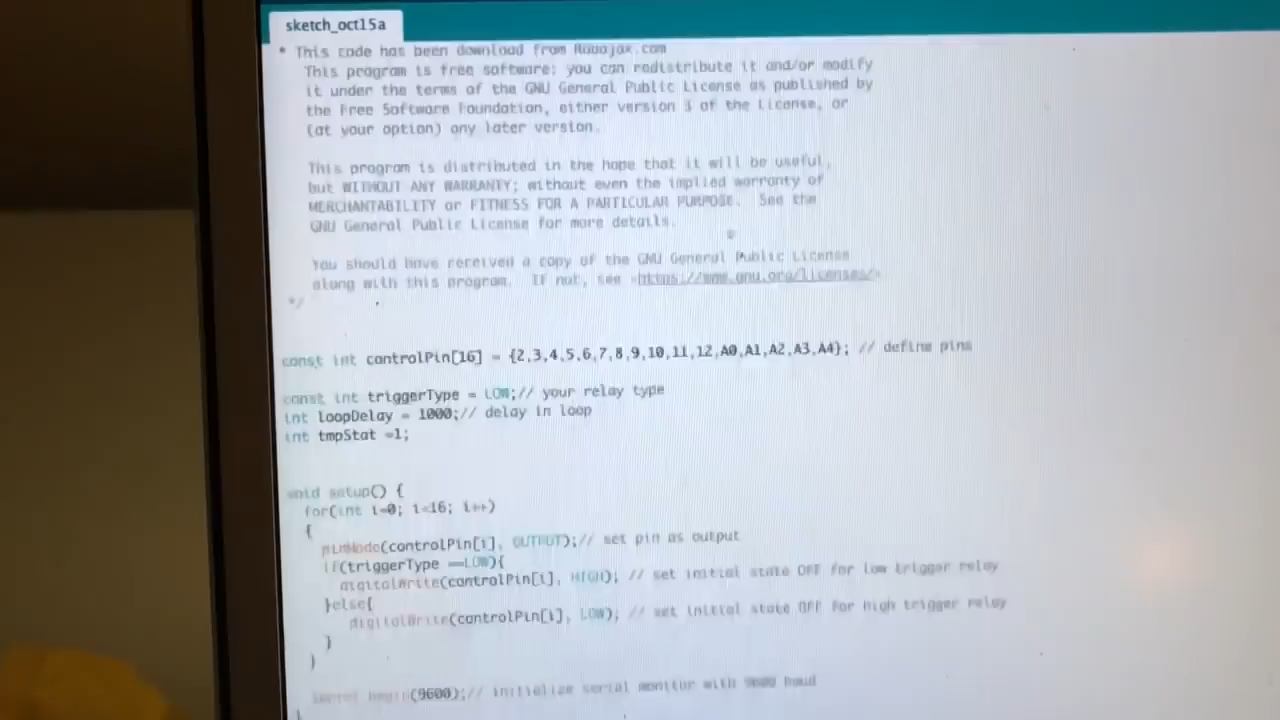 sketch_oct15a
* This code has been download from Robojax.com
This program is free software: you can redistribute it and/or modify
it under the terms of the GNU General Public License as published by
the Free Software Foundation, either version 3 of the License, or
(at your option) any later version.
This program is distributed in the hope that it will be useful,
but WITHOUT ANY WARRANTY; without even the implied warranty of
MERCHANTABILITY or FITNESS FOR A PARTICULAR PURPOSE. See the
GNU General Public License for more details.
You should have received a copy of the GNU General Public License
along with this program. If not, see <https://www.gnu.org/licenses/>
*/
const int controlPin[16] = {2,3,4,5,6,7,8,9,10,11,12,A0,A1,A2,A3,A4}; // define pins
const int triggerType = LOW;// your relay type
int loopDelay = 1000;// delay in loop
int tmpStat =1;
void setup() {
for(int i=0; i<16; i++)
{
pinMode(controlPin[i], OUTPUT);// set pin as output
if(triggerType ==LOW){
digitalWrite(controlPin[i], HIGH); // set initial state OFF for low trigger relay
}else{
digitalWrite(controlPin[i], LOW); // set initial state OFF for high trigger relay
}
}
Serial.begin(9600);// initialize serial monitor with 9600 baud
}